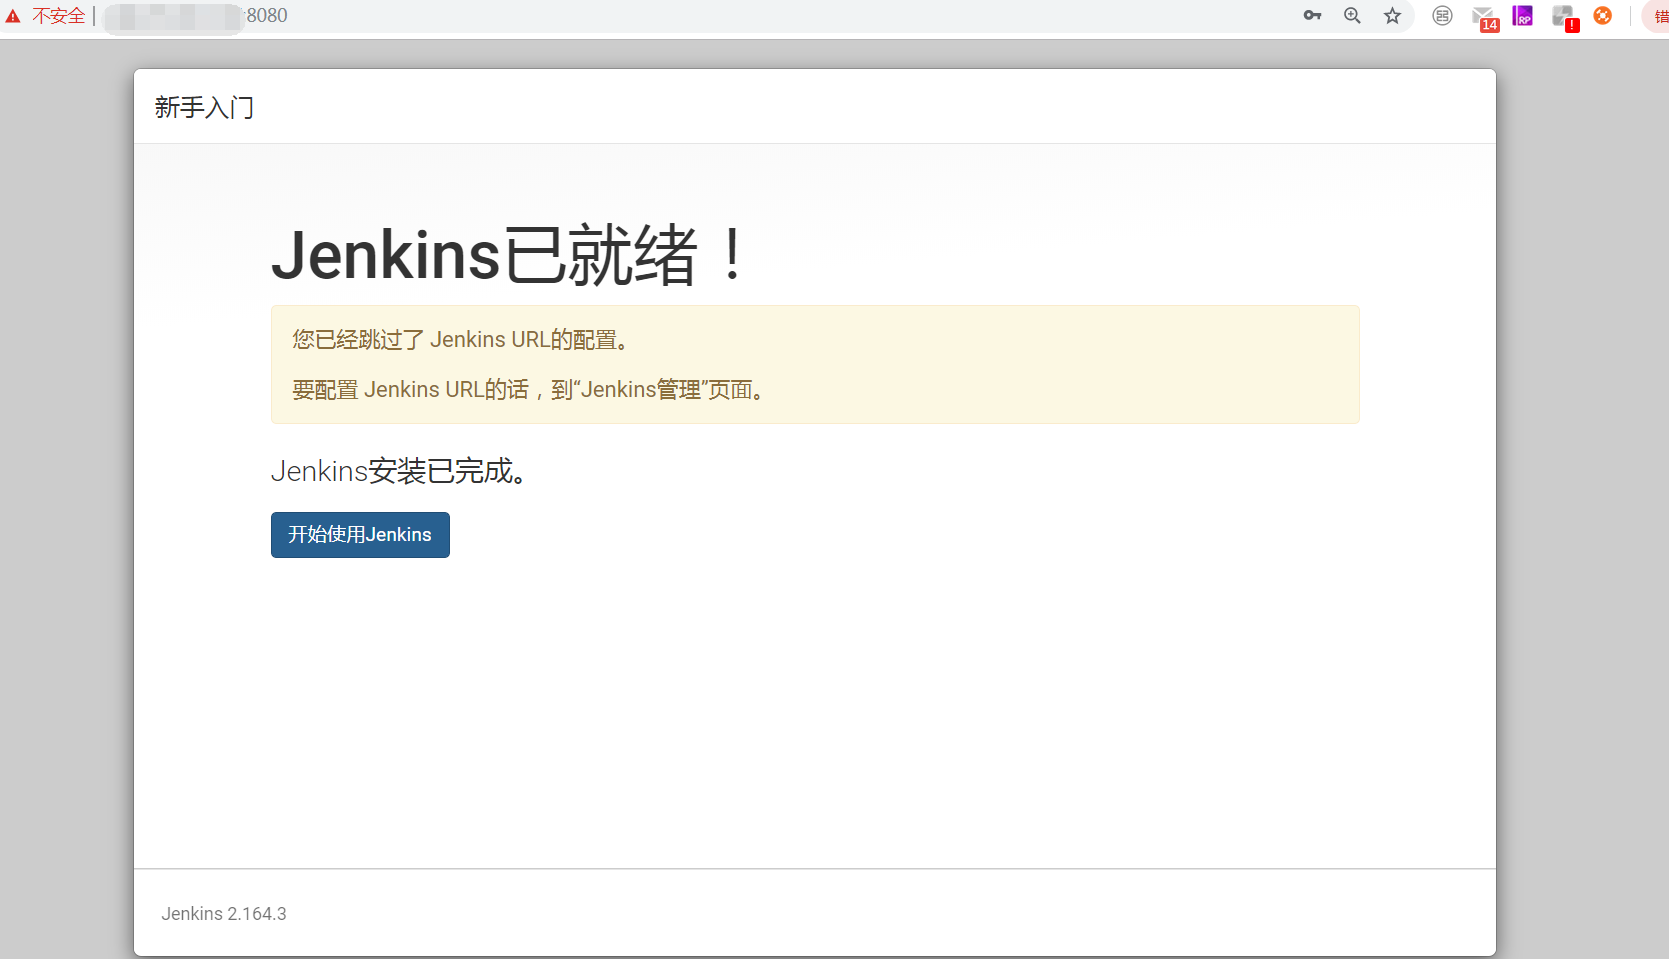 不安全 | :8080
14
RP
!
错
新手入门
Jenkins已就绪！
您已经跳过了 Jenkins URL的配置。
要配置 Jenkins URL的话，到“Jenkins管理”页面。
Jenkins安装已完成。
开始使用Jenkins
Jenkins 2.164.3